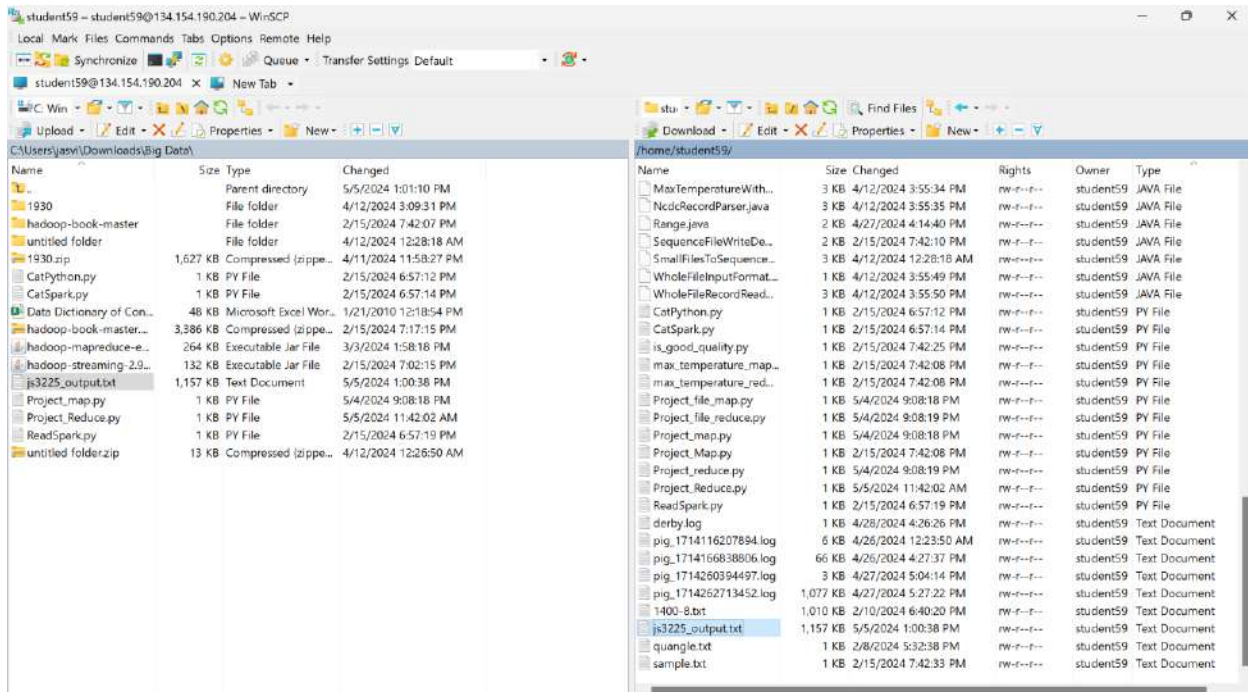 student59 – student59@134.154.190.204 – WinSCP
Local Mark Files Commands Tabs Options Remote Help
Synchronize Queue Transfer Settings Default
student59@134.154.190.204 × New Tab
C: Win
Upload Edit Properties New
C:\Users\jasvi\Downloads\Big Data\
Name Size Type Changed
.. Parent directory 5/5/2024 1:01:10 PM
1930 File folder 4/12/2024 3:09:31 PM
hadoop-book-master File folder 2/15/2024 7:42:07 PM
untitled folder File folder 4/12/2024 12:28:18 AM
1930.zip 1,627 KB Compressed (zippe... 4/11/2024 11:58:27 PM
CatPython.py 1 KB PY File 2/15/2024 6:57:12 PM
CatSpark.py 1 KB PY File 2/15/2024 6:57:14 PM
Data Dictionary of Con... 48 KB Microsoft Excel Wor... 1/21/2010 12:18:54 PM
hadoop-book-master.... 3,386 KB Compressed (zippe... 2/15/2024 7:17:15 PM
hadoop-mapreduce-e... 264 KB Executable Jar File 3/3/2024 1:58:18 PM
hadoop-streaming-2.9... 132 KB Executable Jar File 2/15/2024 7:02:15 PM
js3225_output.txt 1,157 KB Text Document 5/5/2024 1:00:38 PM
Project_map.py 1 KB PY File 5/4/2024 9:08:18 PM
Project_Reduce.py 1 KB PY File 5/5/2024 11:42:02 AM
ReadSpark.py 1 KB PY File 2/15/2024 6:57:19 PM
untitled folder.zip 13 KB Compressed (zippe... 4/12/2024 12:26:50 AM
stu Find Files
Download Edit Properties New
/home/student59/
Name Size Changed Rights Owner Type
MaxTemperatureWith... 3 KB 4/12/2024 3:55:34 PM rw-r--r-- student59 JAVA File
NcdcRecordParser.java 3 KB 4/12/2024 3:55:35 PM rw-r--r-- student59 JAVA File
Range.java 2 KB 4/27/2024 4:14:40 PM rw-r--r-- student59 JAVA File
SequenceFileWriteDe... 2 KB 2/15/2024 7:42:10 PM rw-r--r-- student59 JAVA File
SmallFilesToSequence... 3 KB 4/12/2024 12:28:18 AM rw-r--r-- student59 JAVA File
WholeFileInputFormat.... 1 KB 4/12/2024 3:55:49 PM rw-r--r-- student59 JAVA File
WholeFileRecordRead... 3 KB 4/12/2024 3:55:50 PM rw-r--r-- student59 JAVA File
CatPython.py 1 KB 2/15/2024 6:57:12 PM rw-r--r-- student59 PY File
CatSpark.py 1 KB 2/15/2024 6:57:14 PM rw-r--r-- student59 PY File
is_good_quality.py 1 KB 2/15/2024 7:42:25 PM rw-r--r-- student59 PY File
max_temperature_map... 1 KB 2/15/2024 7:42:08 PM rw-r--r-- student59 PY File
max_temperature_red... 1 KB 2/15/2024 7:42:08 PM rw-r--r-- student59 PY File
Project_file_map.py 1 KB 5/4/2024 9:08:18 PM rw-r--r-- student59 PY File
Project_file_reduce.py 1 KB 5/4/2024 9:08:19 PM rw-r--r-- student59 PY File
Project_map.py 1 KB 5/4/2024 9:08:18 PM rw-r--r-- student59 PY File
Project_Map.py 1 KB 2/15/2024 7:42:08 PM rw-r--r-- student59 PY File
Project_reduce.py 1 KB 5/4/2024 9:08:19 PM rw-r--r-- student59 PY File
Project_Reduce.py 1 KB 5/5/2024 11:42:02 AM rw-r--r-- student59 PY File
ReadSpark.py 1 KB 2/15/2024 6:57:19 PM rw-r--r-- student59 PY File
derby.log 1 KB 4/28/2024 4:26:26 PM rw-r--r-- student59 Text Document
pig_1714116207894.log 6 KB 4/26/2024 12:23:50 AM rw-r--r-- student59 Text Document
pig_1714166838806.log 66 KB 4/26/2024 4:27:37 PM rw-r--r-- student59 Text Document
pig_1714260394497.log 3 KB 4/27/2024 5:04:14 PM rw-r--r-- student59 Text Document
pig_1714262713452.log 1,077 KB 4/27/2024 5:27:22 PM rw-r--r-- student59 Text Document
1400-8.txt 1,010 KB 2/10/2024 6:40:20 PM rw-r--r-- student59 Text Document
js3225_output.txt 1,157 KB 5/5/2024 1:00:38 PM rw-r--r-- student59 Text Document
quangle.txt 1 KB 2/8/2024 5:32:38 PM rw-r--r-- student59 Text Document
sample.txt 1 KB 2/15/2024 7:42:33 PM rw-r--r-- student59 Text Document